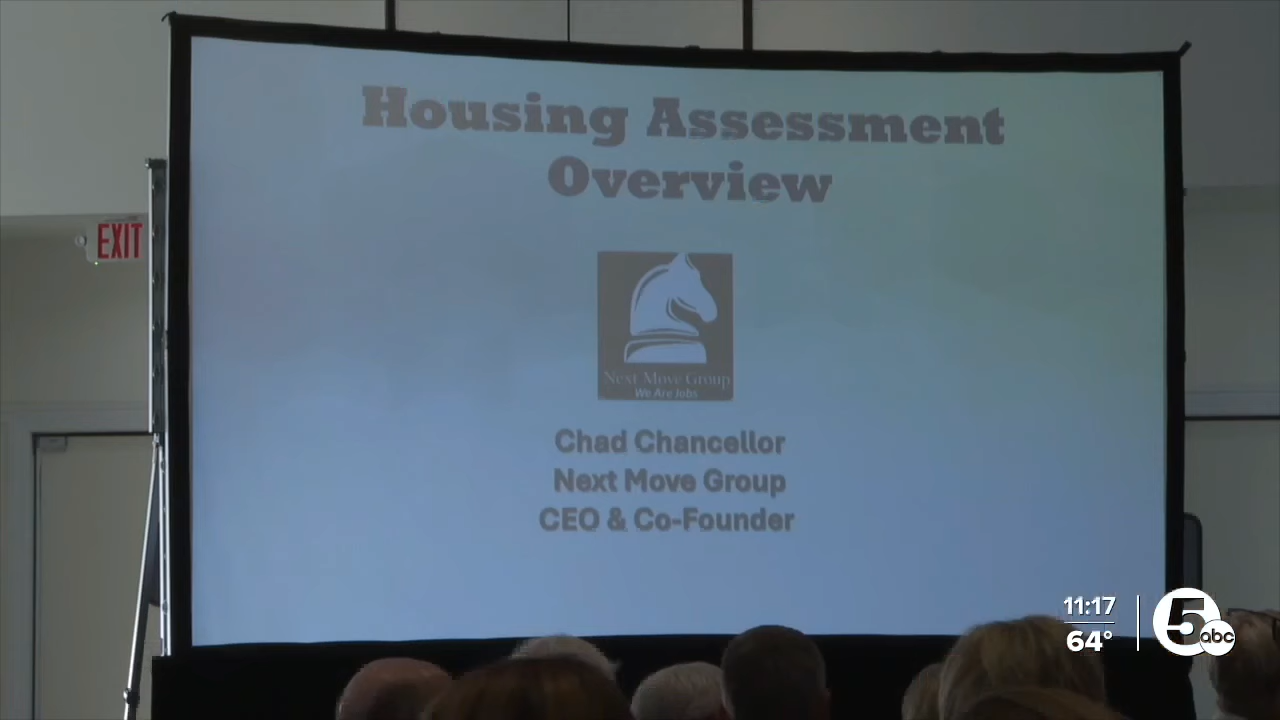 Housing Assessment
Overview
EXIT
Next Move Group
We Are Jobs
Chad Chancellor
Next Move Group
CEO & Co-Founder
11:17
64°
5
abc